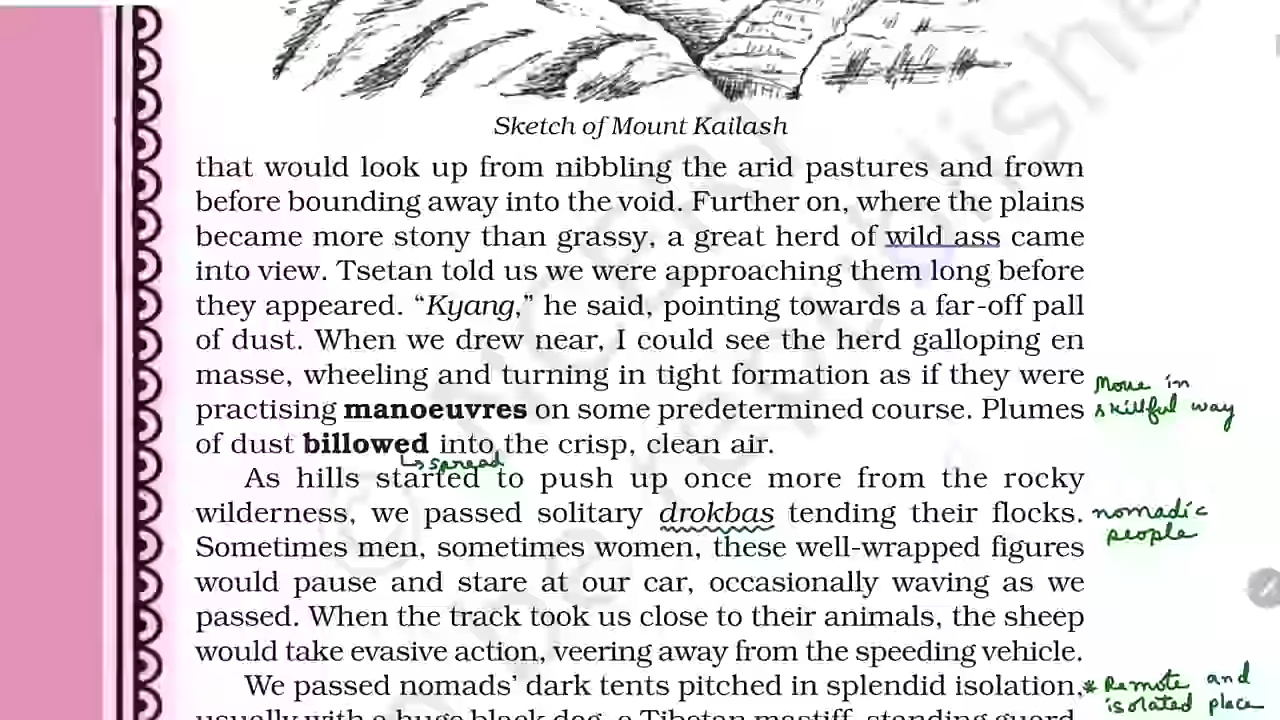 Sketch of Mount Kailash
that would look up from nibbling the arid pastures and frown
before bounding away into the void. Further on, where the plains
became more stony than grassy, a great herd of wild ass came
into view. Tsetan told us we were approaching them long before
they appeared. “Kyang,” he said, pointing towards a far-off pall
of dust. When we drew near, I could see the herd galloping en
masse, wheeling and turning in tight formation as if they were
Move in
practising manoeuvres on some predetermined course. Plumes
skillful way
of dust billowed into the crisp, clean air.
spread
As hills started to push up once more from the rocky
wilderness, we passed solitary drokbas tending their flocks.
nomadic
people
Sometimes men, sometimes women, these well-wrapped figures
would pause and stare at our car, occasionally waving as we
passed. When the track took us close to their animals, the sheep
would take evasive action, veering away from the speeding vehicle.
We passed nomads’ dark tents pitched in splendid isolation,
* Remote and
isolated place
usually with a huge black dog, a Tibetan mastiff, standing guard.